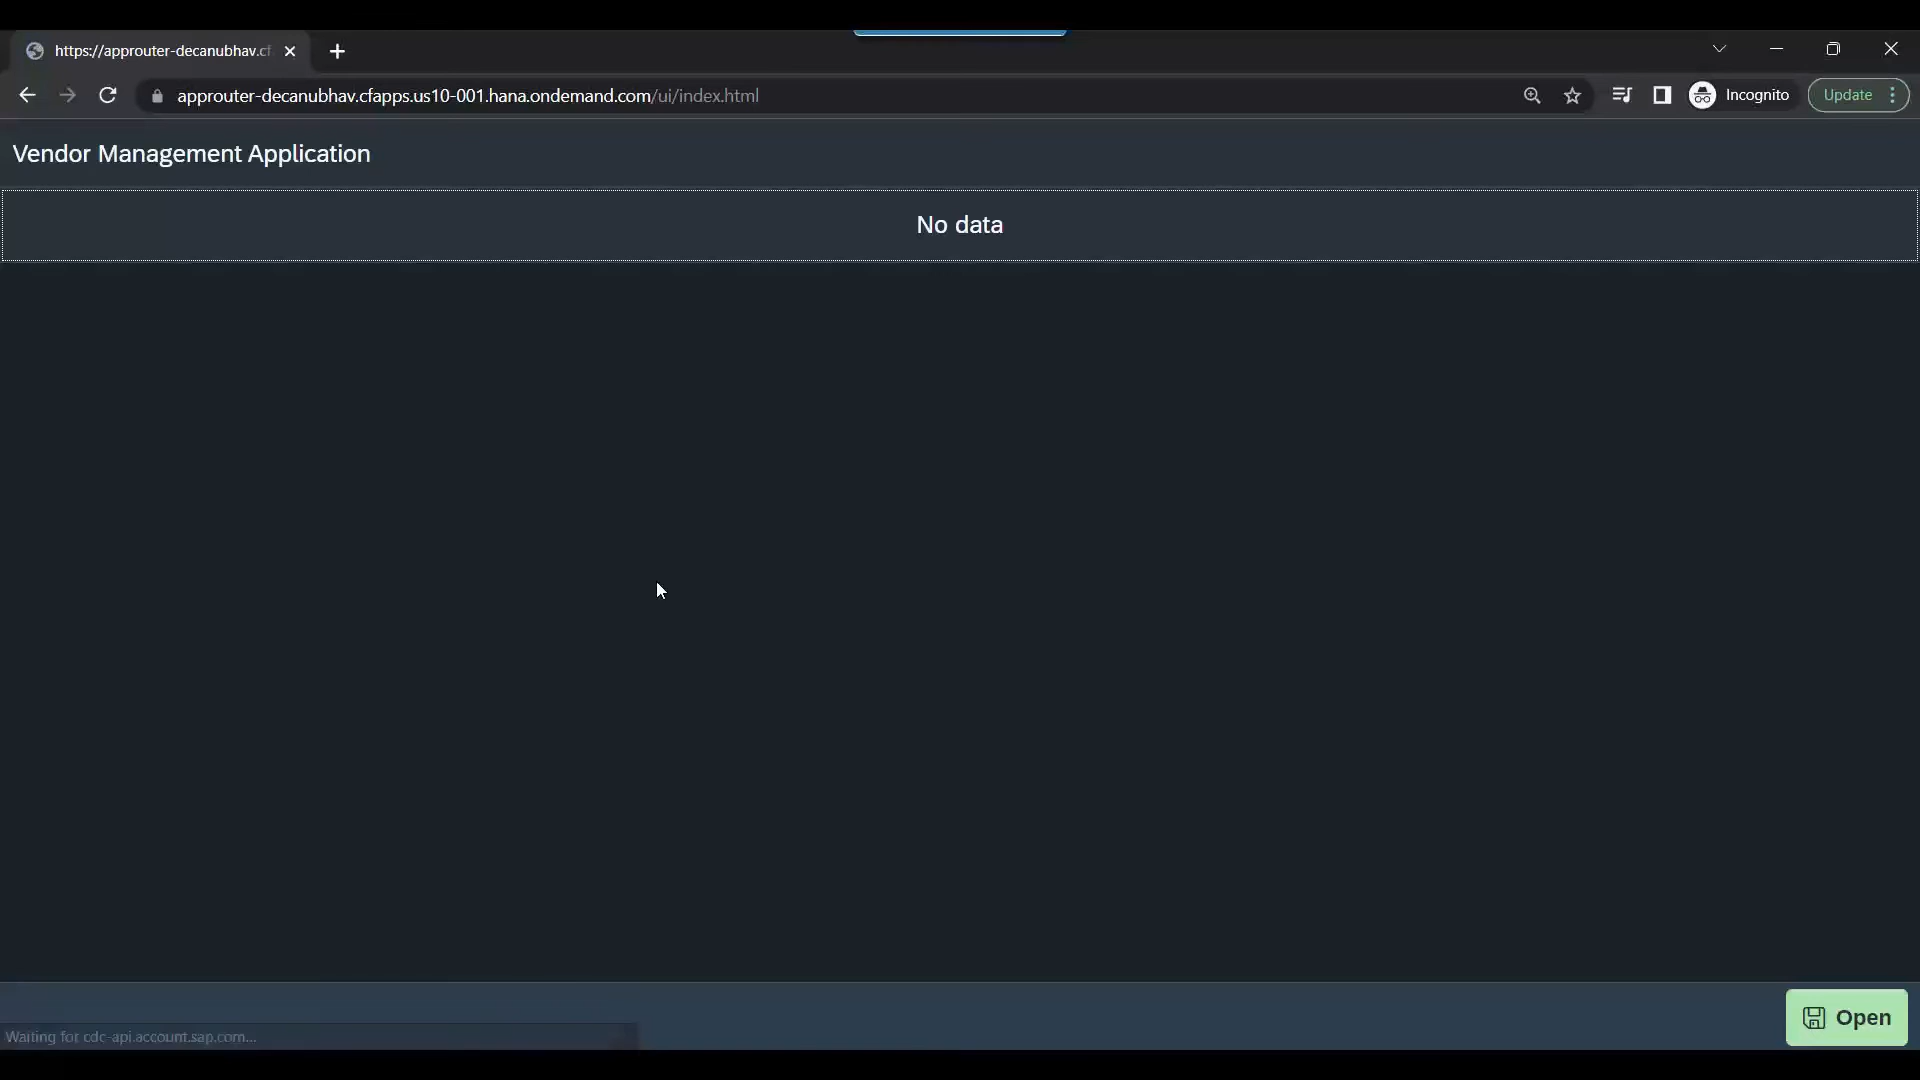 https://approuter-decanubhav.cf
approuter-decanubhav.cfapps.us10-001.hana.ondemand.com/ui/index.html
Incognito
Update
Vendor Management Application
No data
Waiting for cdc-api.account.sap.com...
Open